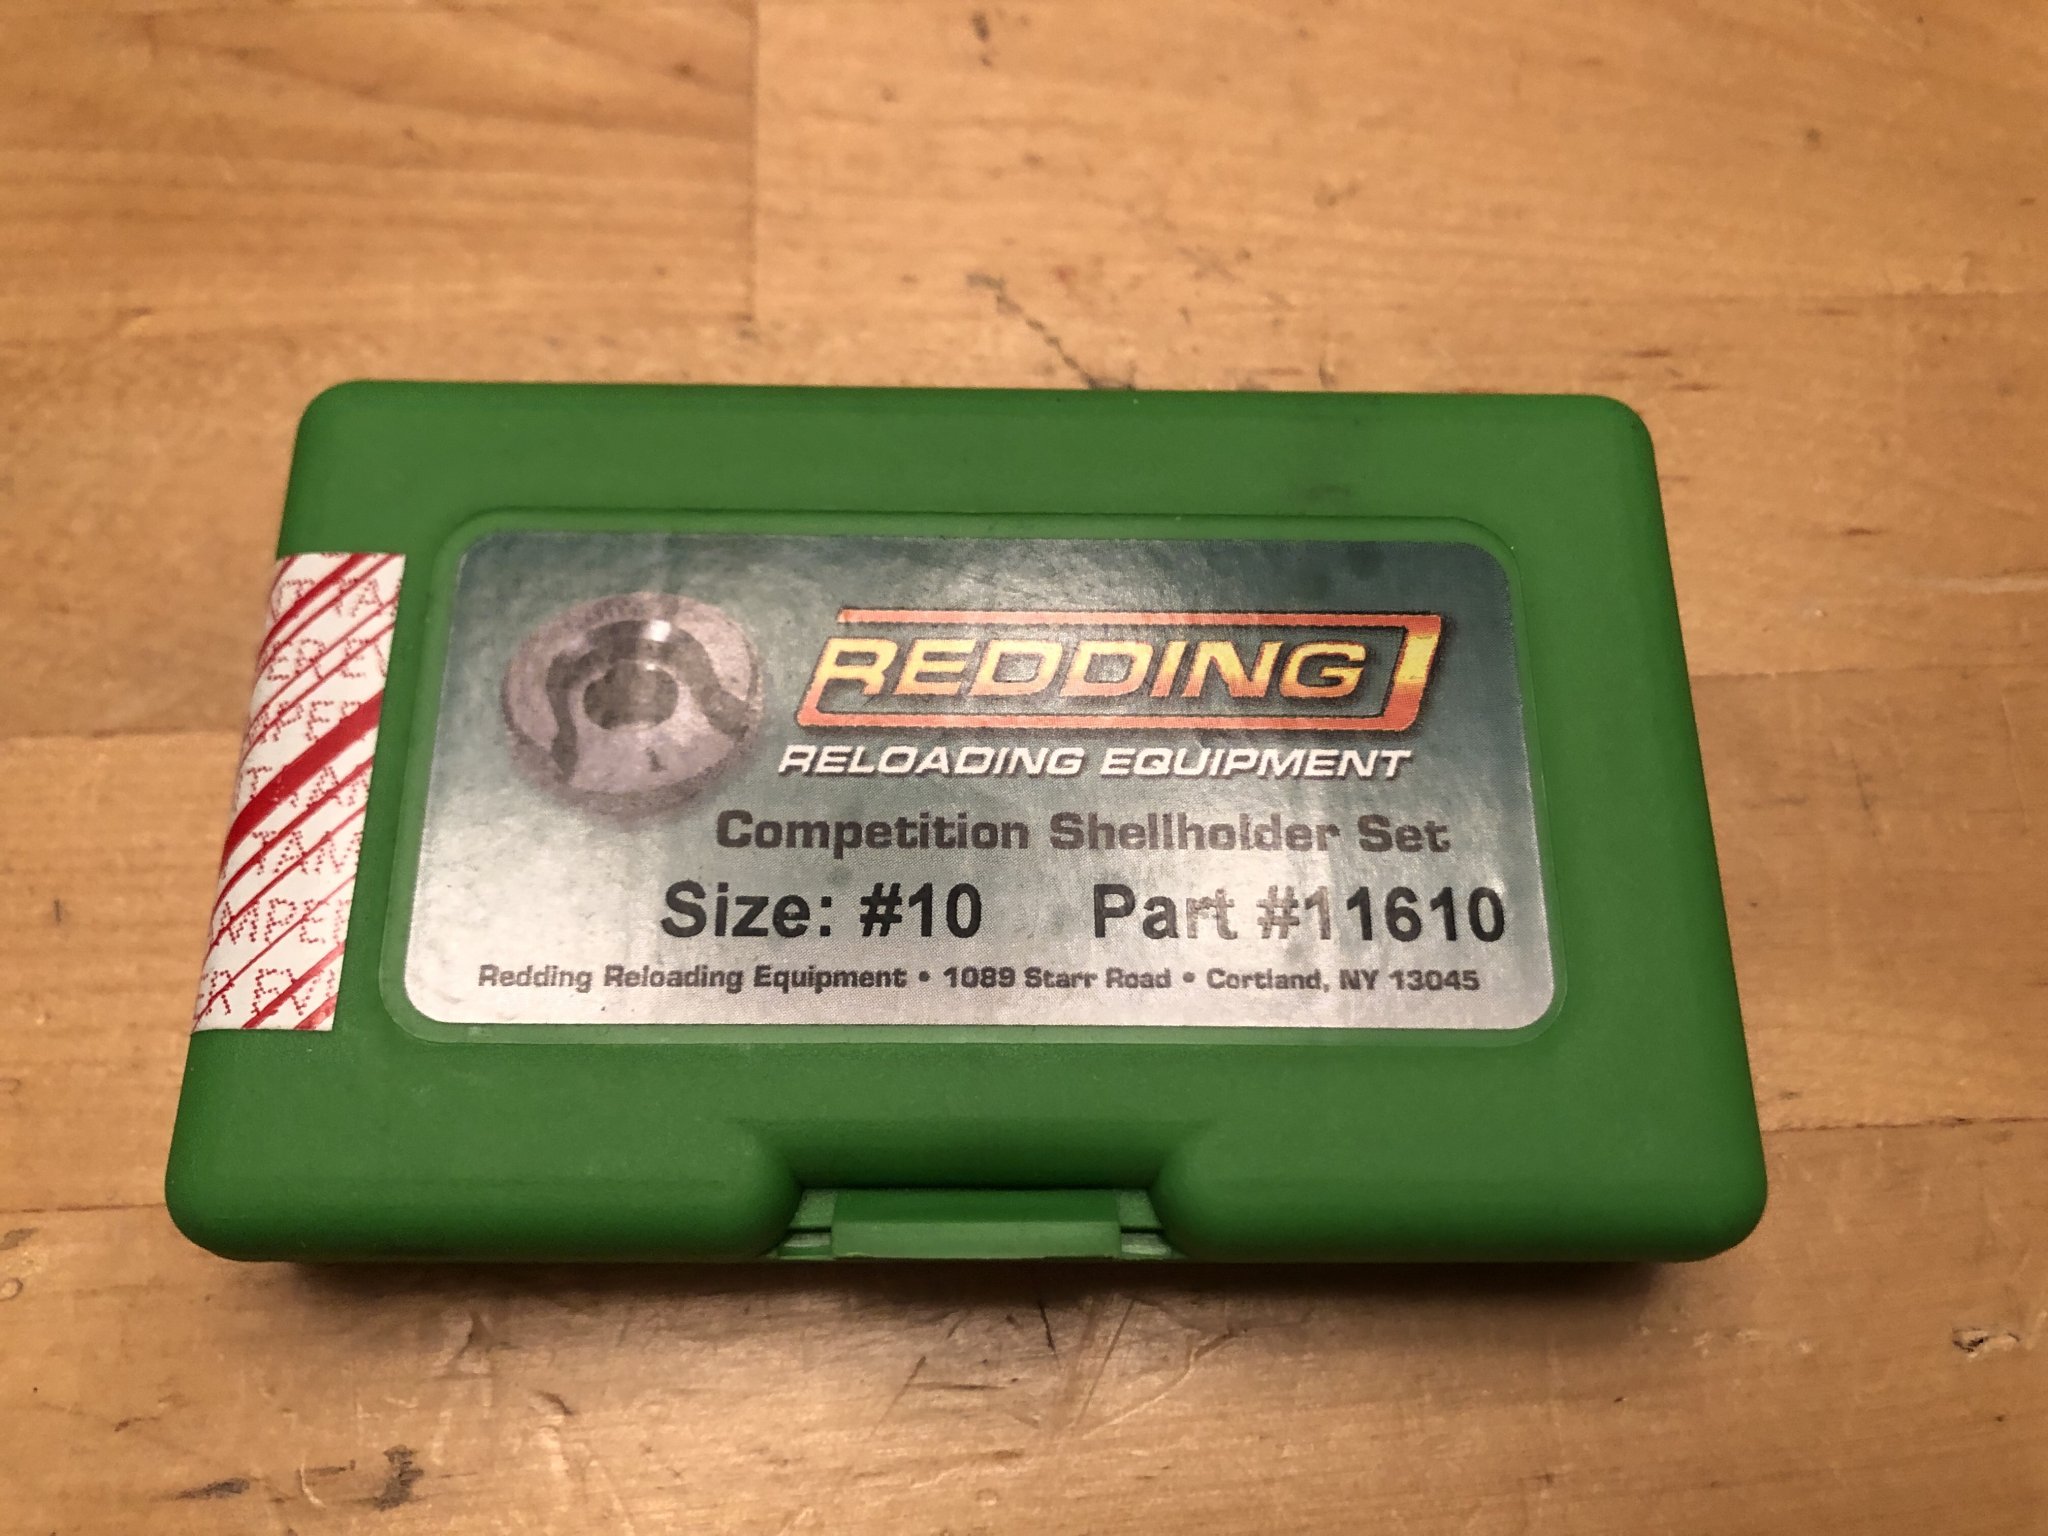 REDDING
RELOADING EQUIPMENT
Competition Shellholder Set
Size: #10 Part #11610
Redding Reloading Equipment • 1089 Starr Road • Cortland, NY 13045